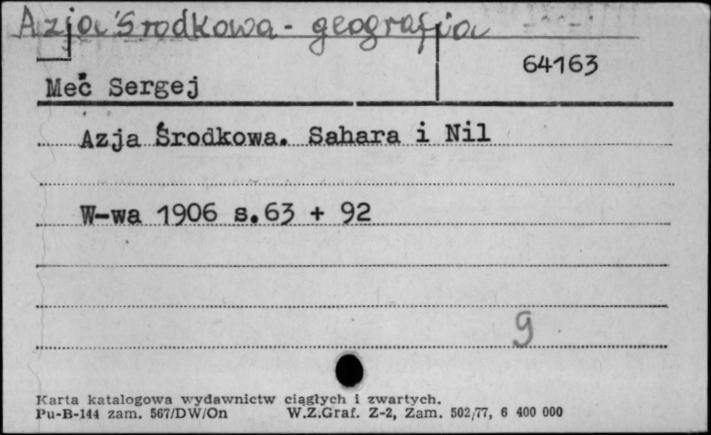 Azja Środkowa - geografia
64163
Meč Sergej
Azja Środkowa. Sahara i Nil
W-wa 1906 s.63 + 92
9
Karta katalogowa wydawnictw ciągłych i zwartych.
Pu-B-144 zam. 567/DW/On W.Z.Graf. Z-2, Zam. 502/77, 6 400 000